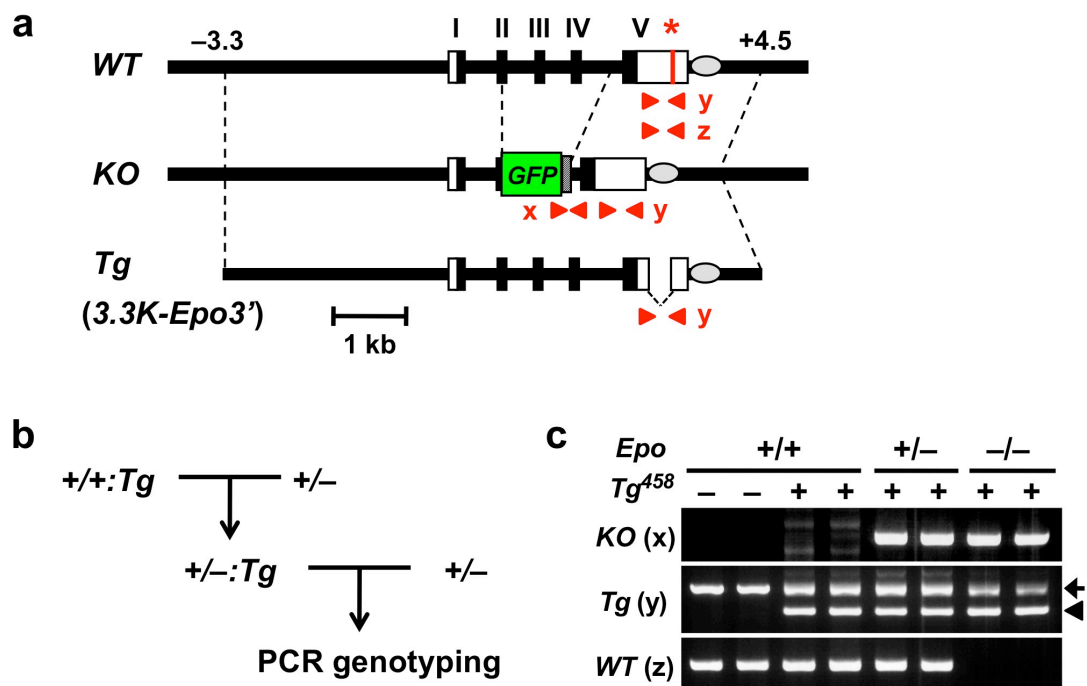 a
I II III IV V *
–3.3 +4.5
WT
y
z
KO GFP
x y
Tg
(3.3K-Epo3’)
y
1 kb
b
+/+:Tg +/–
+/–:Tg +/–
PCR genotyping
c
Epo +/+ +/– –/–
Tg458 – – + + + + + +
KO (x)
Tg (y)
WT (z)